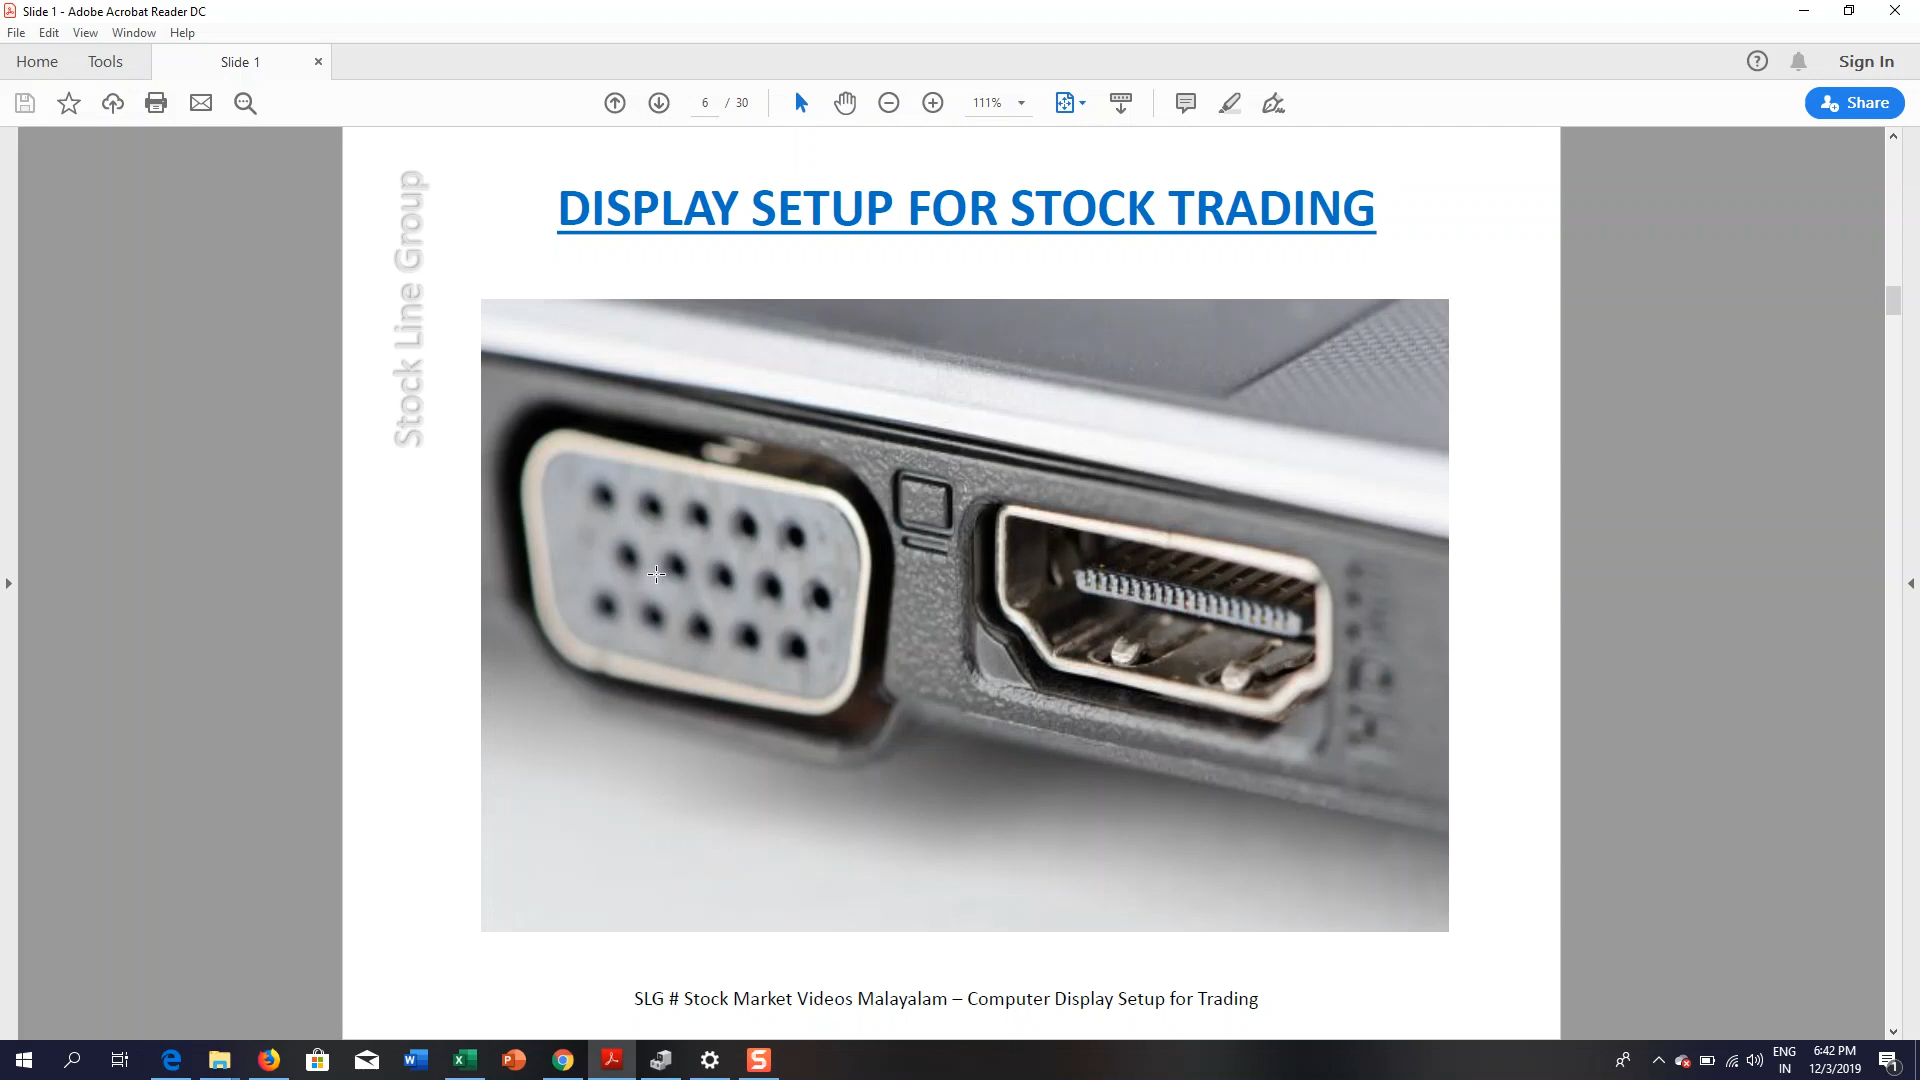 Slide 1 - Adobe Acrobat Reader DC
File Edit View Window Help
Home Tools Slide 1 Sign In
6 / 30 111% Share
DISPLAY SETUP FOR STOCK TRADING
Stock Line Group
SLG # Stock Market Videos Malayalam – Computer Display Setup for Trading
ENG 6:42 PM
IN 12/3/2019 1